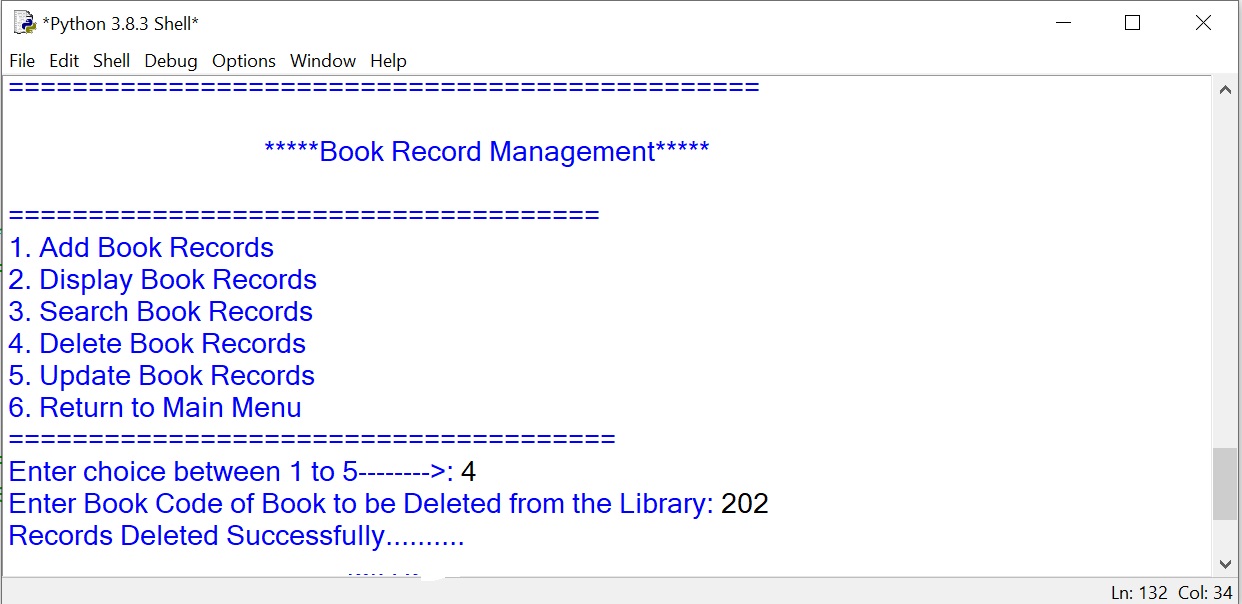 *Python 3.8.3 Shell*
File Edit Shell Debug Options Window Help
===============================================
*****Book Record Management*****
=====================================
1. Add Book Records
2. Display Book Records
3. Search Book Records
4. Delete Book Records
5. Update Book Records
6. Return to Main Menu
======================================
Enter choice between 1 to 5-------->: 4
Enter Book Code of Book to be Deleted from the Library: 202
Records Deleted Successfully..........
Ln: 132 Col: 34